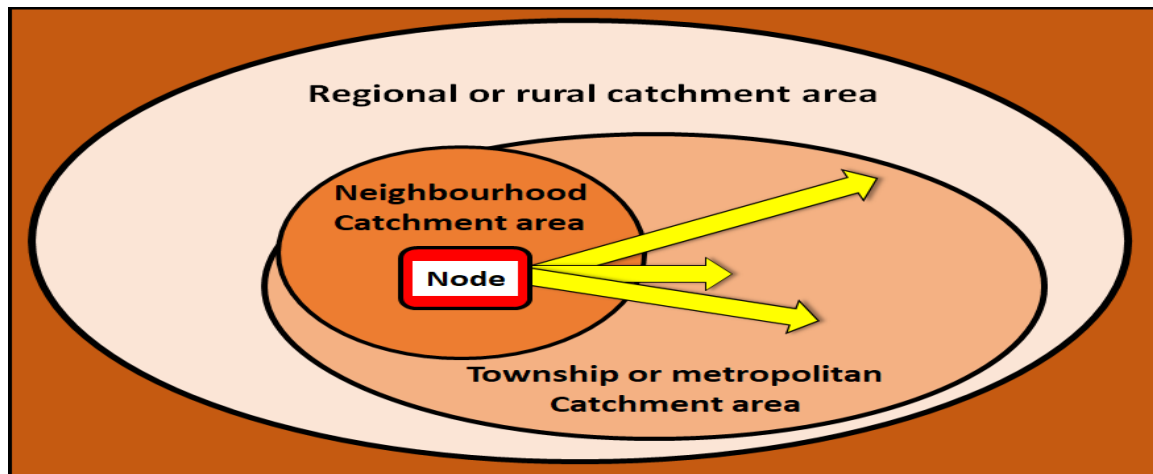 Regional or rural catchment area
Neighbourhood
Catchment area
Node
Township or metropolitan
Catchment area